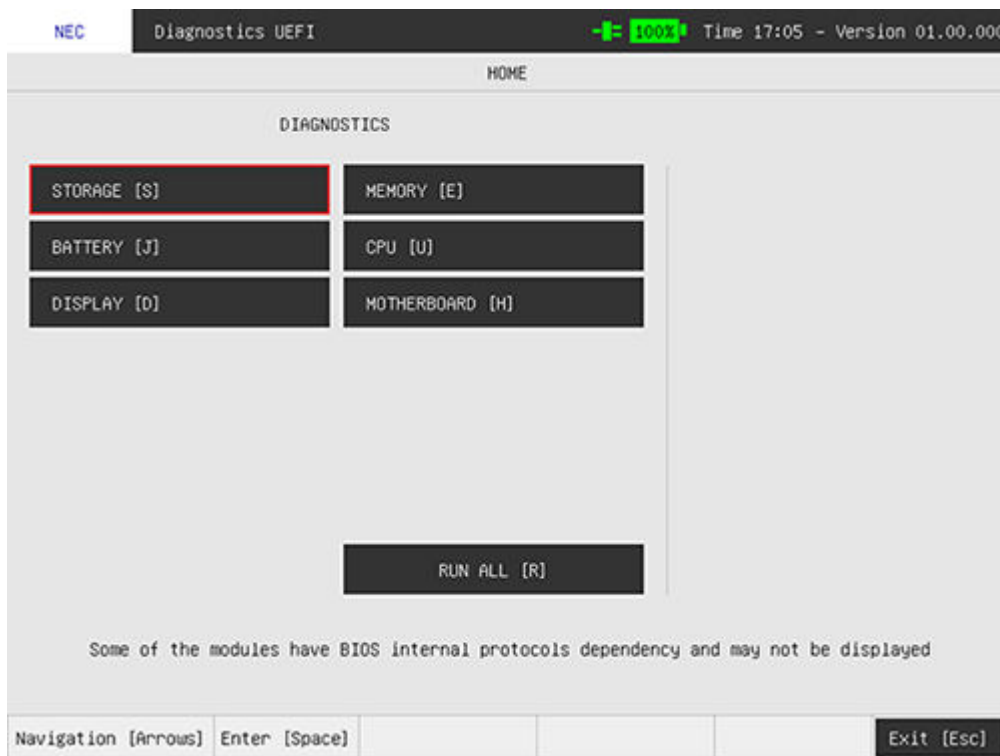 NEC Diagnostics UEFI 100% Time 17:05 - Version 01.00.000
HOME
DIAGNOSTICS
STORAGE [S] MEMORY [E]
BATTERY [J] CPU [U]
DISPLAY [D] MOTHERBOARD [H]
RUN ALL [R]
Some of the modules have BIOS internal protocols dependency and may not be displayed
Navigation [Arrows] Enter [Space] Exit [Esc]